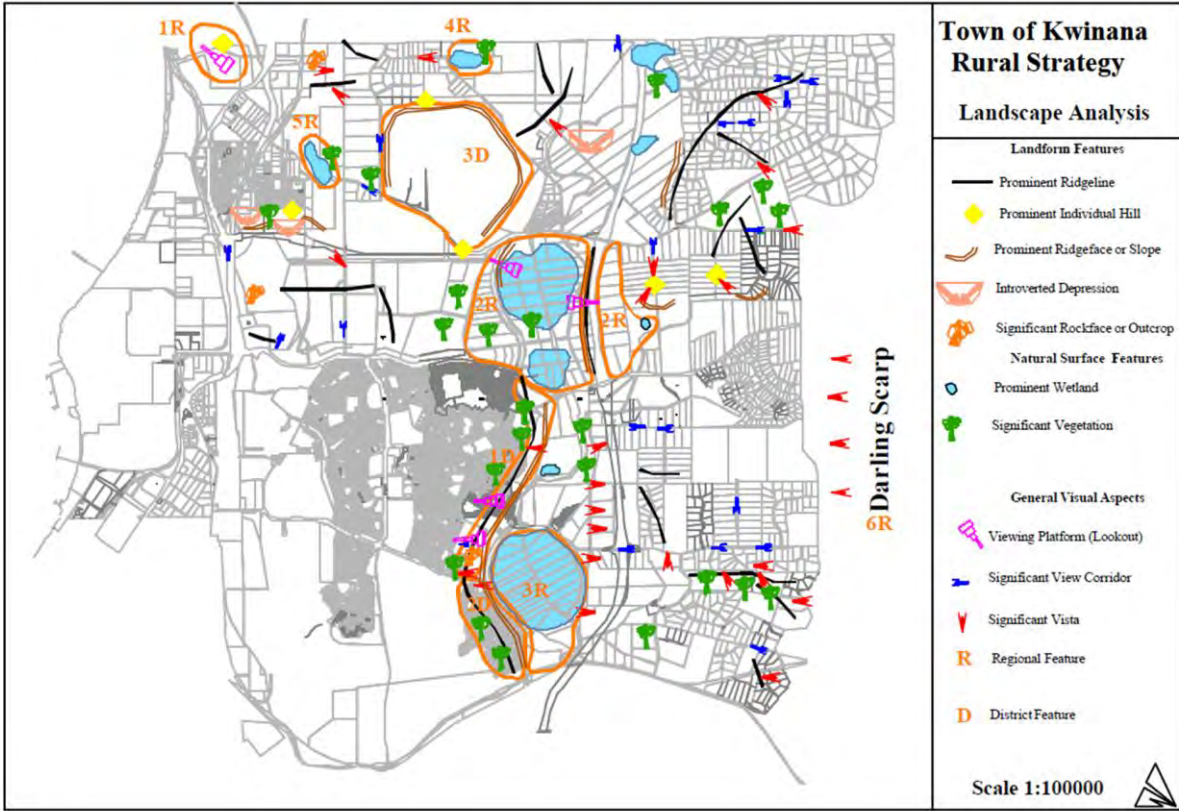 1R
4R
5R
3D
2R
2R
1D
3R
2D
Darling Scarp
6R
Town of Kwinana
Rural Strategy
Landscape Analysis
Landform Features
Prominent Ridgeline
Prominent Individual Hill
Prominent Ridgeface or Slope
Introverted Depression
Significant Rockface or Outcrop
Natural Surface Features
Prominent Wetland
Significant Vegetation
General Visual Aspects
Viewing Platform (Lookout)
Significant View Corridor
Significant Vista
R Regional Feature
D District Feature
Scale 1:100000